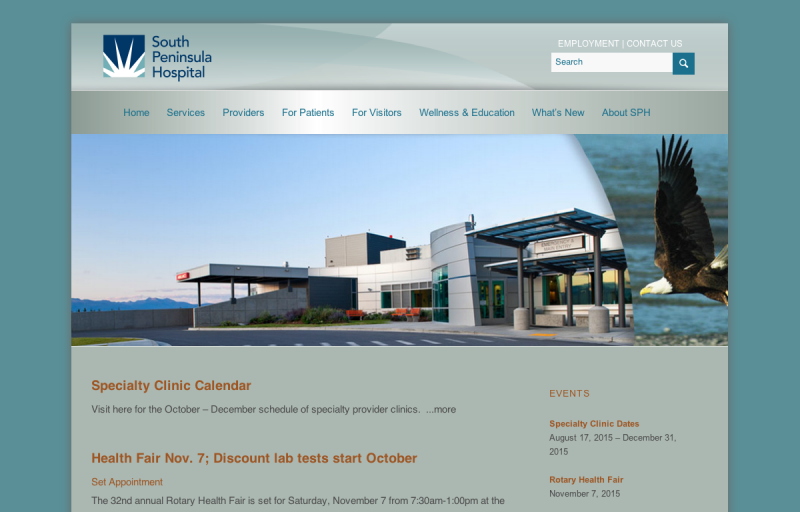 South
Peninsula
Hospital
EMPLOYMENT | CONTACT US
Search
Home Services Providers For Patients For Visitors Wellness & Education What's New About SPH
Specialty Clinic Calendar
Visit here for the October – December schedule of specialty provider clinics. ...more
Health Fair Nov. 7; Discount lab tests start October
Set Appointment
The 32nd annual Rotary Health Fair is set for Saturday, November 7 from 7:30am-1:00pm at the
EVENTS
Specialty Clinic Dates
August 17, 2015 – December 31,
2015
Rotary Health Fair
November 7, 2015